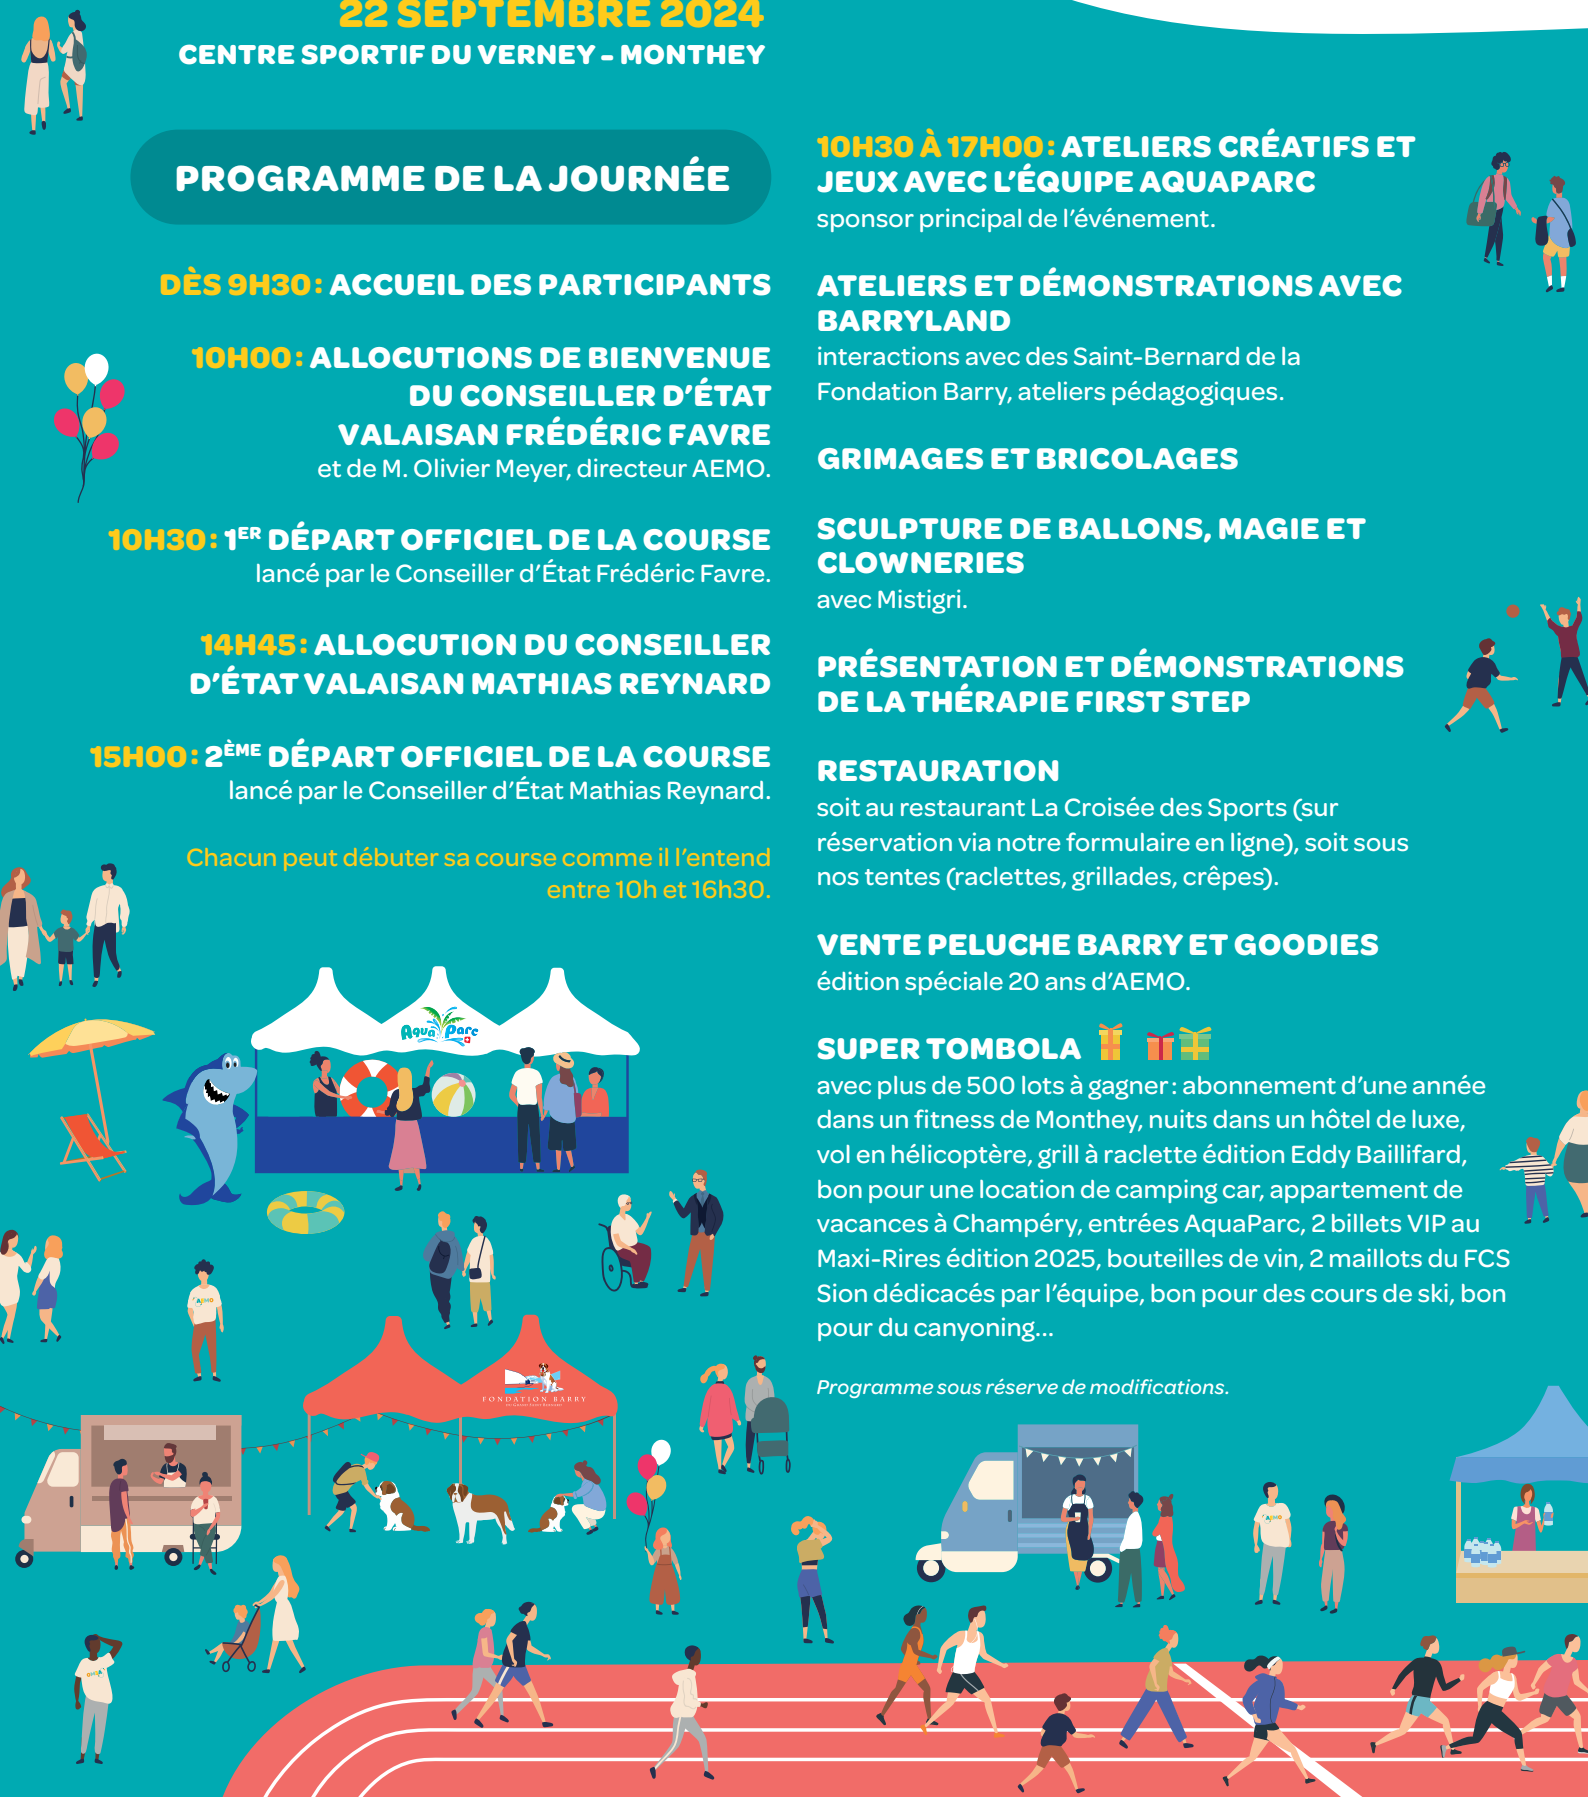 22 SEPTEMBRE 2024
CENTRE SPORTIF DU VERNEY – MONTHEY
PROGRAMME DE LA JOURNÉE
DÈS 9H30 : ACCUEIL DES PARTICIPANTS
10H00 : ALLOCUTIONS DE BIENVENUE
DU CONSEILLER D’ÉTAT
VALAISAN FRÉDÉRIC FAVRE
et de M. Olivier Meyer, directeur AEMO.
10H30 : 1ER DÉPART OFFICIEL DE LA COURSE
lancé par le Conseiller d’État Frédéric Favre.
14H45 : ALLOCUTION DU CONSEILLER
D’ÉTAT VALAISAN MATHIAS REYNARD
15H00 : 2ÈME DÉPART OFFICIEL DE LA COURSE
lancé par le Conseiller d’État Mathias Reynard.
Chacun peut débuter sa course comme il l’entend
entre 10h et 16h30.
10H30 À 17H00 : ATELIERS CRÉATIFS ET
JEUX AVEC L’ÉQUIPE AQUAPARC
sponsor principal de l’événement.
ATELIERS ET DÉMONSTRATIONS AVEC
BARRYLAND
interactions avec des Saint-Bernard de la
Fondation Barry, ateliers pédagogiques.
GRIMAGES ET BRICOLAGES
SCULPTURE DE BALLONS, MAGIE ET
CLOWNERIES
avec Mistigri.
PRÉSENTATION ET DÉMONSTRATIONS
DE LA THÉRAPIE FIRST STEP
RESTAURATION
soit au restaurant La Croisée des Sports (sur
réservation via notre formulaire en ligne), soit sous
nos tentes (raclettes, grillades, crêpes).
VENTE PELUCHE BARRY ET GOODIES
édition spéciale 20 ans d’AEMO.
SUPER TOMBOLA
avec plus de 500 lots à gagner : abonnement d’une année
dans un fitness de Monthey, nuits dans un hôtel de luxe,
vol en hélicoptère, grill à raclette édition Eddy Baillifard,
bon pour une location de camping car, appartement de
vacances à Champéry, entrées AquaParc, 2 billets VIP au
Maxi-Rires édition 2025, bouteilles de vin, 2 maillots du FCS
Sion dédicacés par l’équipe, bon pour des cours de ski, bon
pour du canyoning...
Programme sous réserve de modifications.
Aqua Parc
FONDATION BARRY